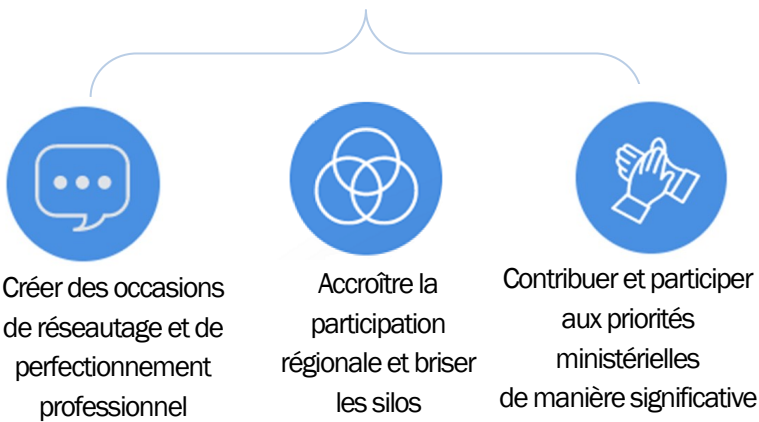 Créer des occasions
de réseautage et de
perfectionnement
professionnel
Accroître la
participation
régionale et briser
les silos
Contribuer et participer
aux priorités
ministérielles
de manière significative